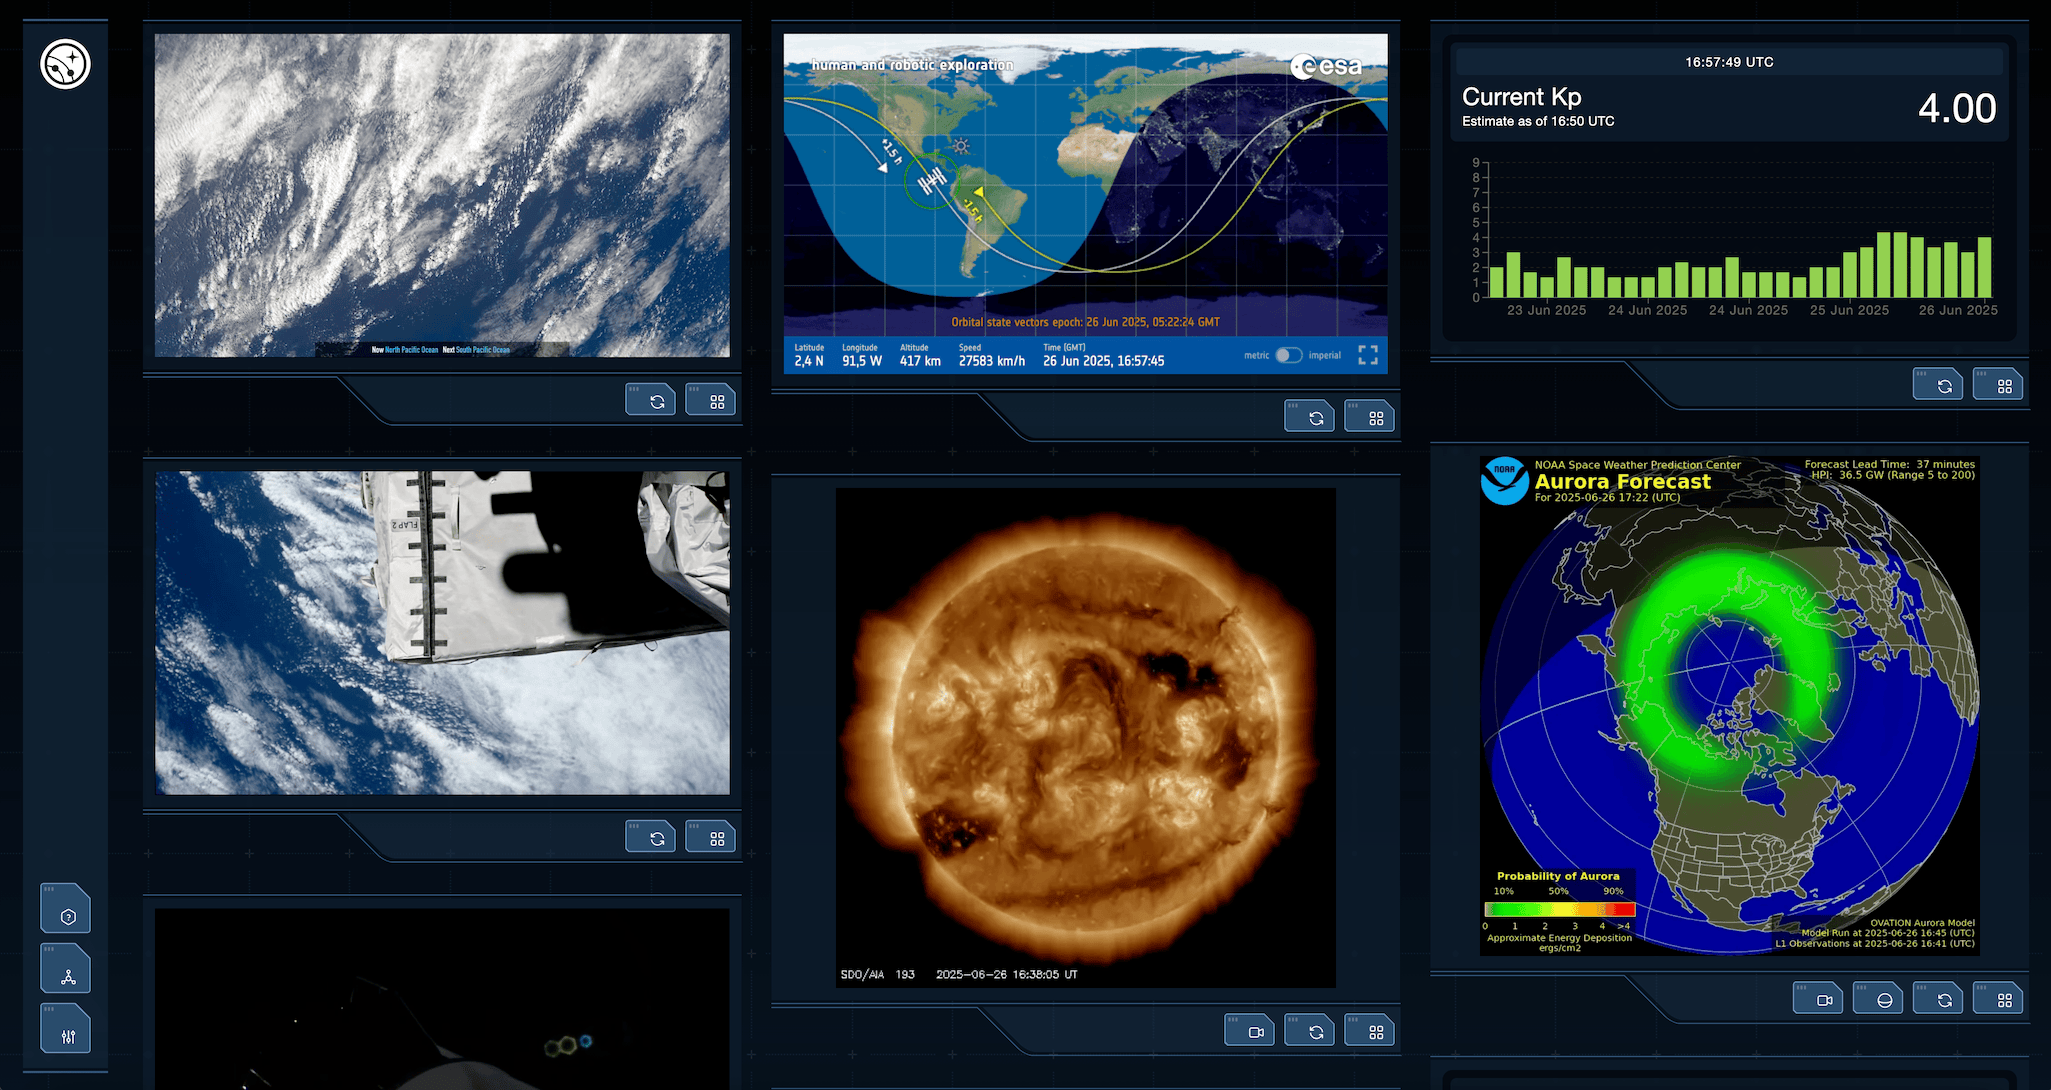 Now North Pacific Ocean Next South Pacific Ocean
human and robotic exploration
esa
+1.5 h
-1.5 h
Orbital state vectors epoch: 26 Jun 2025, 05:22:24 GMT
Latitude Longitude Altitude Speed Time (GMT)
2,4 N 91,5 W 417 km 27583 km/h 26 Jun 2025, 16:57:45
metric imperial
16:57:49 UTC
Current Kp
Estimate as of 16:50 UTC
4.00
9
8
7
6
5
4
3
2
1
0
23 Jun 2025 24 Jun 2025 24 Jun 2025 25 Jun 2025 26 Jun 2025
FLAP2
SDO/AIA 193 2025-06-26 16:38:05 UT
NOAA
NOAA Space Weather Prediction Center
Aurora Forecast
For 2025-06-26 17:22 (UTC)
Forecast Lead Time: 37 minutes
HPI: 36.5 GW (Range 5 to 200)
Probability of Aurora
10% 50% 90%
0 1 2 3 4 >4
Approximate Energy Deposition
ergs/cm2
OVATION Aurora Model
Model Run at 2025-06-26 16:45 (UTC)
L1 Observations at 2025-06-26 16:41 (UTC)